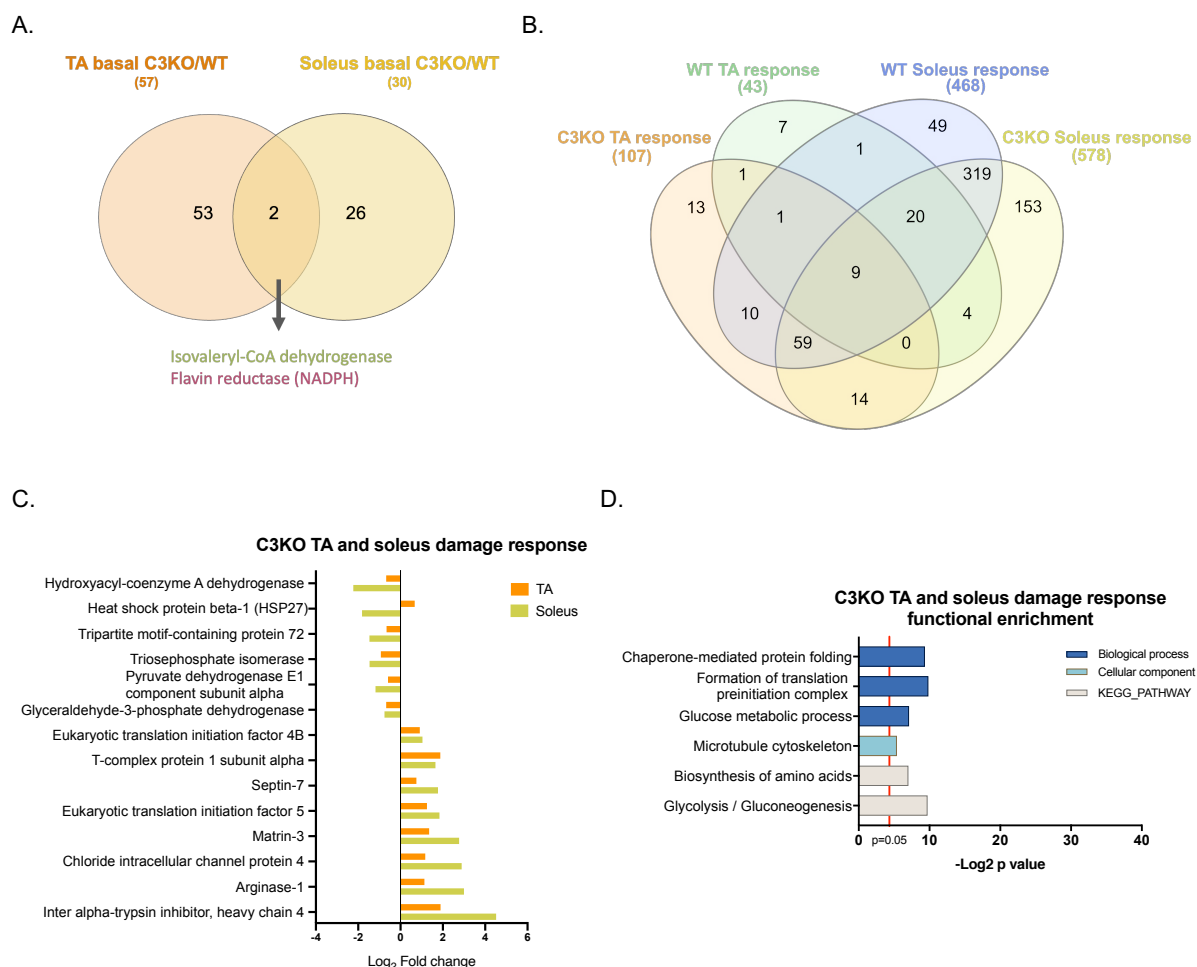 A.
TA basal C3KO/WT
(57)
Soleus basal C3KO/WT
(30)
53
2
26
Isovaleryl-CoA dehydrogenase
Flavin reductase (NADPH)
B.
WT TA response
(43)
WT Soleus response
(468)
C3KO TA response
(107)
C3KO Soleus response
(578)
7
1
49
1
319
13
1
20
153
9
10
4
59
0
14
C.
C3KO TA and soleus damage response
TA
Soleus
Hydroxyacyl-coenzyme A dehydrogenase
Heat shock protein beta-1 (HSP27)
Tripartite motif-containing protein 72
Triosephosphate isomerase
Pyruvate dehydrogenase E1
component subunit alpha
Glyceraldehyde-3-phosphate dehydrogenase
Eukaryotic translation initiation factor 4B
T-complex protein 1 subunit alpha
Septin-7
Eukaryotic translation initiation factor 5
Matrin-3
Chloride intracellular channel protein 4
Arginase-1
Inter alpha-trypsin inhibitor, heavy chain 4
-4 -2 0 2 4 6
Log2 Fold change
D.
C3KO TA and soleus damage response
functional enrichment
Biological process
Cellular component
KEGG_PATHWAY
Chaperone-mediated protein folding
Formation of translation
preinitiation complex
Glucose metabolic process
Microtubule cytoskeleton
Biosynthesis of amino acids
Glycolysis / Gluconeogenesis
0 10 20 30 40
p=0.05
-Log2 p value